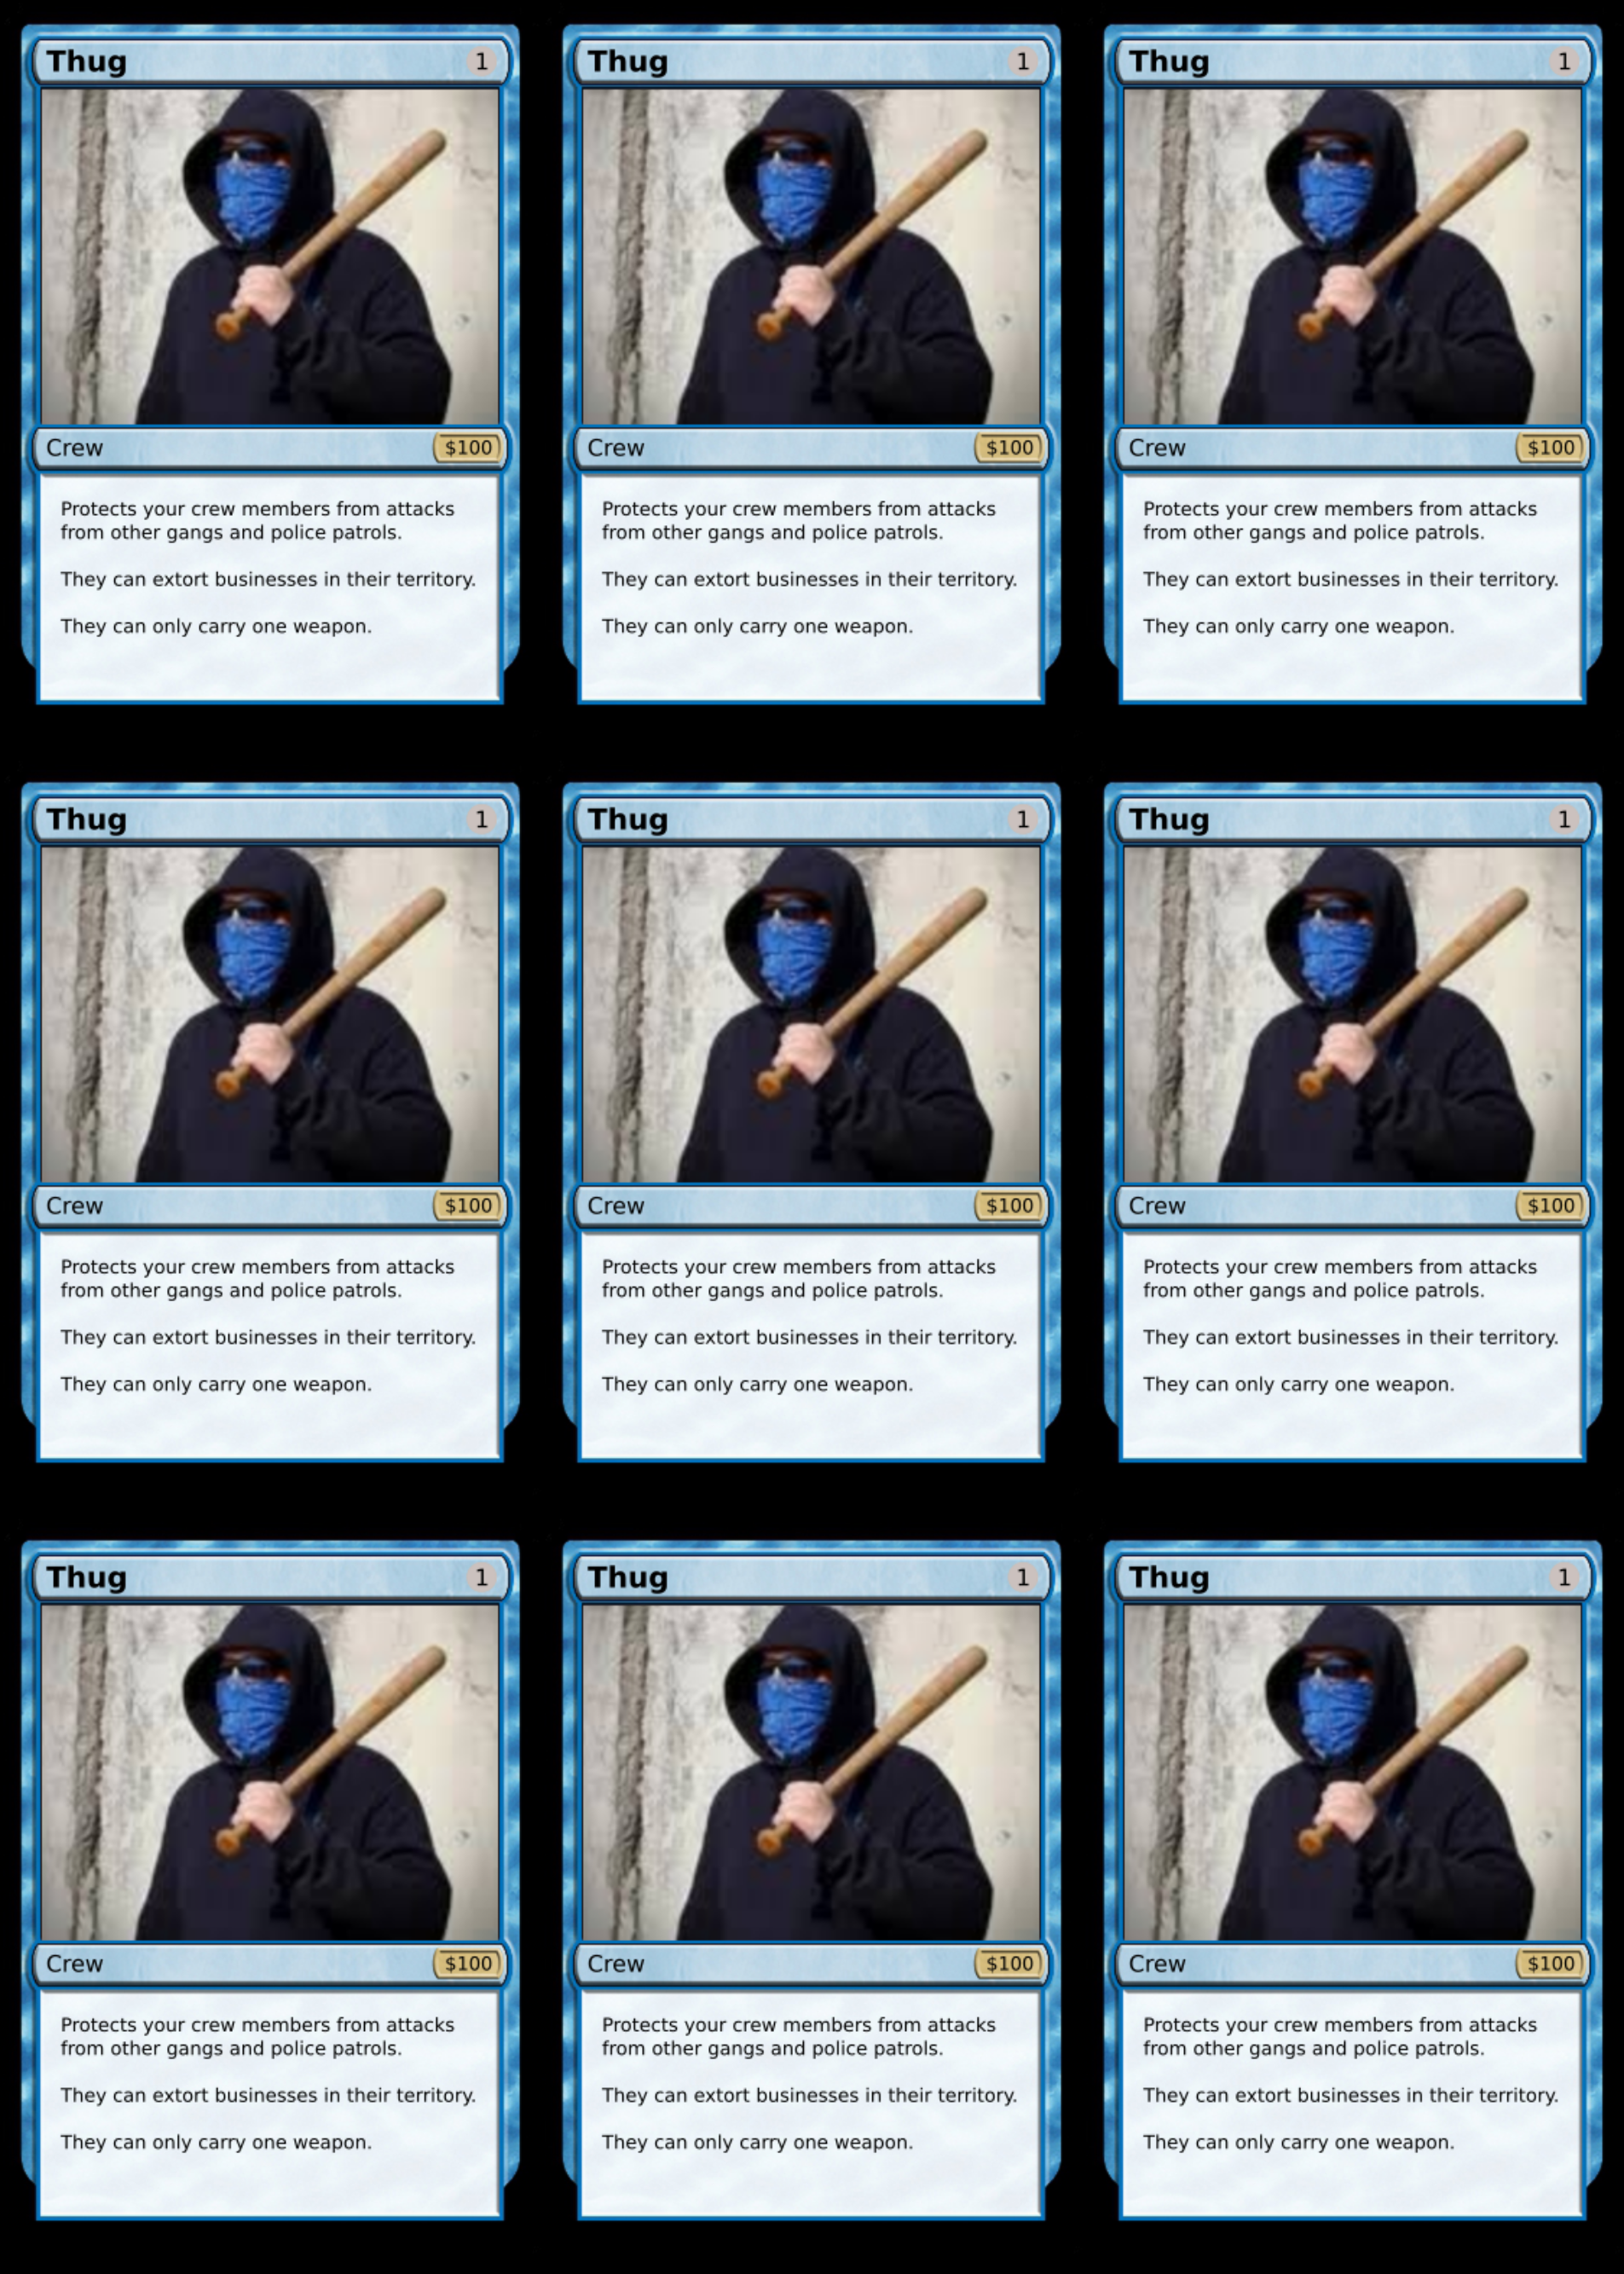 Thug 1
Crew $100
Protects your crew members from attacks
from other gangs and police patrols.
They can extort businesses in their territory.
They can only carry one weapon.
Thug 1
Crew $100
Protects your crew members from attacks
from other gangs and police patrols.
They can extort businesses in their territory.
They can only carry one weapon.
Thug 1
Crew $100
Protects your crew members from attacks
from other gangs and police patrols.
They can extort businesses in their territory.
They can only carry one weapon.
Thug 1
Crew $100
Protects your crew members from attacks
from other gangs and police patrols.
They can extort businesses in their territory.
They can only carry one weapon.
Thug 1
Crew $100
Protects your crew members from attacks
from other gangs and police patrols.
They can extort businesses in their territory.
They can only carry one weapon.
Thug 1
Crew $100
Protects your crew members from attacks
from other gangs and police patrols.
They can extort businesses in their territory.
They can only carry one weapon.
Thug 1
Crew $100
Protects your crew members from attacks
from other gangs and police patrols.
They can extort businesses in their territory.
They can only carry one weapon.
Thug 1
Crew $100
Protects your crew members from attacks
from other gangs and police patrols.
They can extort businesses in their territory.
They can only carry one weapon.
Thug 1
Crew $100
Protects your crew members from attacks
from other gangs and police patrols.
They can extort businesses in their territory.
They can only carry one weapon.